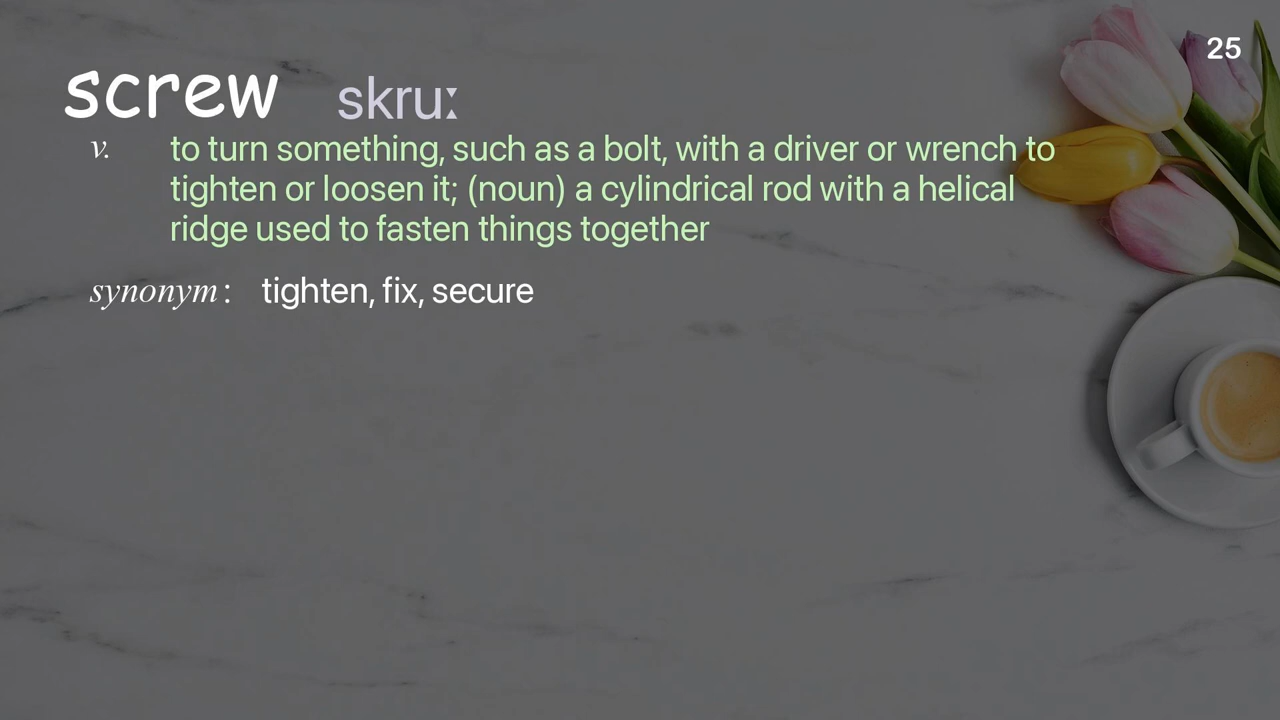 25
screw skruː
v. to turn something, such as a bolt, with a driver or wrench to
tighten or loosen it; (noun) a cylindrical rod with a helical
ridge used to fasten things together
synonym: tighten, fix, secure